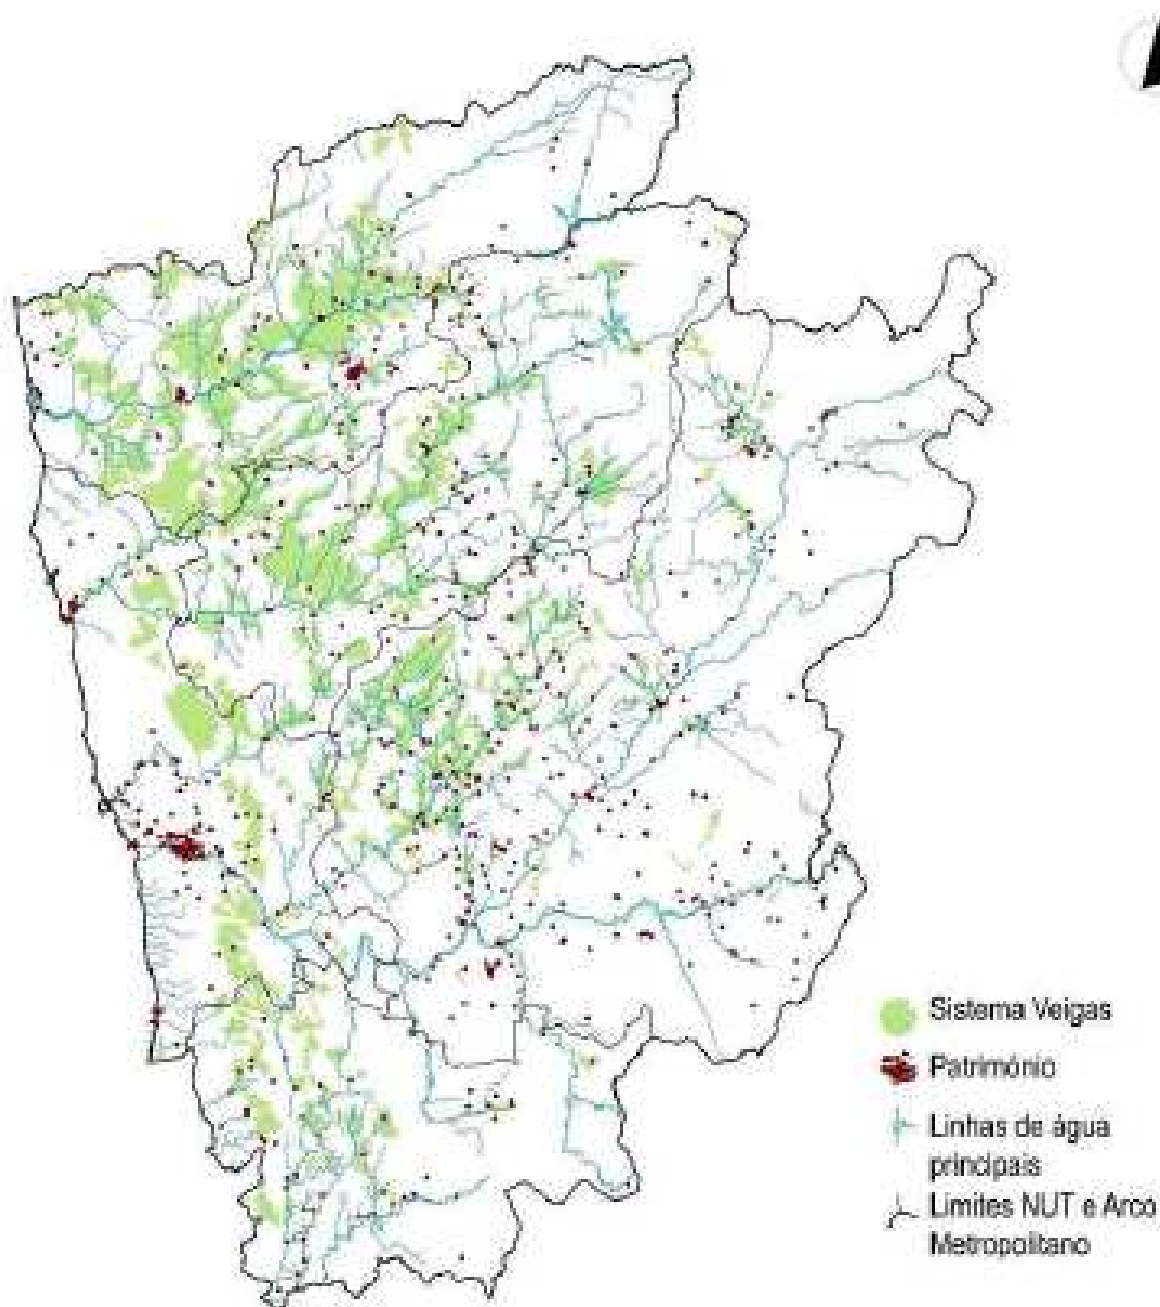 Sistema Veigas
Património
Linhas de água
principais
Limites NUT e Arco
Metropolitano